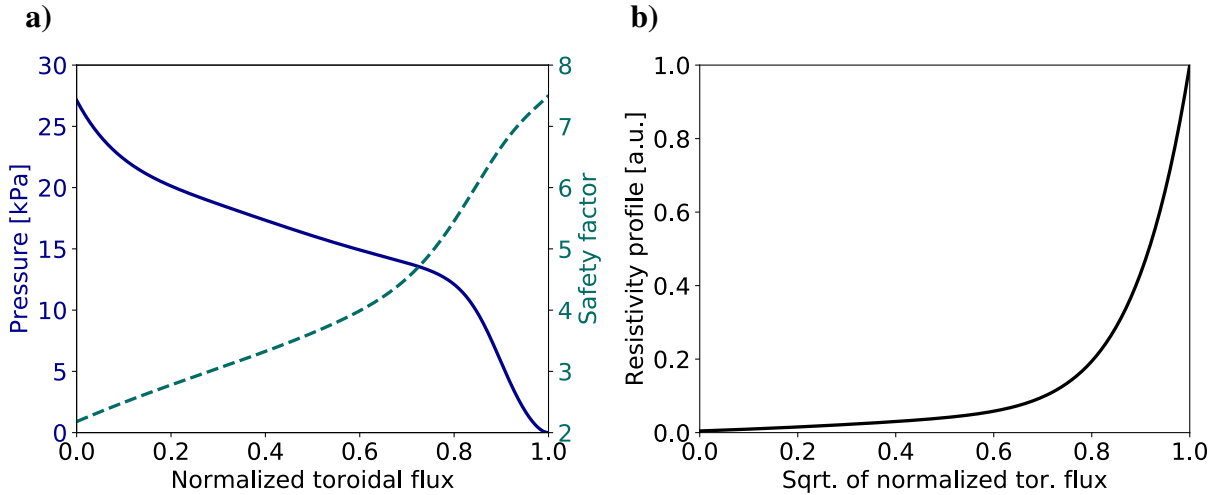 a)
30
25
20
15
10
5
0
Pressure [kPa]
8
7
6
5
4
3
2
Safety factor
0.0 0.2 0.4 0.6 0.8 1.0
Normalized toroidal flux
b)
1.0
0.8
0.6
0.4
0.2
0.0
Resistivity profile [a.u.]
0.0 0.2 0.4 0.6 0.8 1.0
Sqrt. of normalized tor. flux